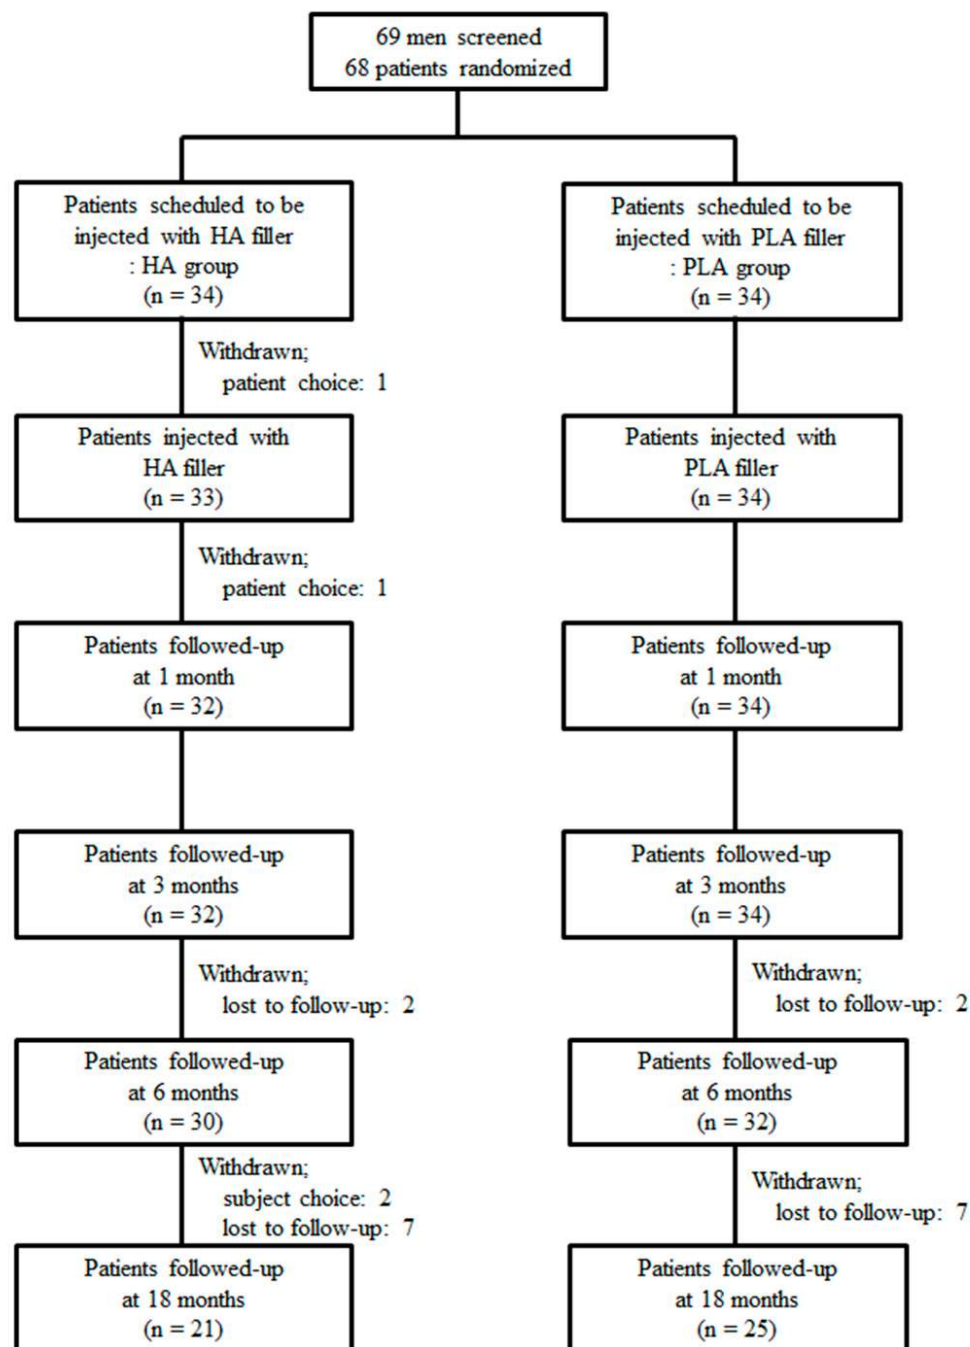 69 men screened
68 patients randomized
Patients scheduled to be
injected with HA filler
: HA group
(n = 34)
Patients scheduled to be
injected with PLA filler
: PLA group
(n = 34)
Withdrawn;
patient choice: 1
Patients injected with
HA filler
(n = 33)
Patients injected with
PLA filler
(n = 34)
Withdrawn;
patient choice: 1
Patients followed-up
at 1 month
(n = 32)
Patients followed-up
at 1 month
(n = 34)
Patients followed-up
at 3 months
(n = 32)
Patients followed-up
at 3 months
(n = 34)
Withdrawn;
lost to follow-up: 2
Withdrawn;
lost to follow-up: 2
Patients followed-up
at 6 months
(n = 30)
Patients followed-up
at 6 months
(n = 32)
Withdrawn;
subject choice: 2
lost to follow-up: 7
Withdrawn;
lost to follow-up: 7
Patients followed-up
at 18 months
(n = 21)
Patients followed-up
at 18 months
(n = 25)